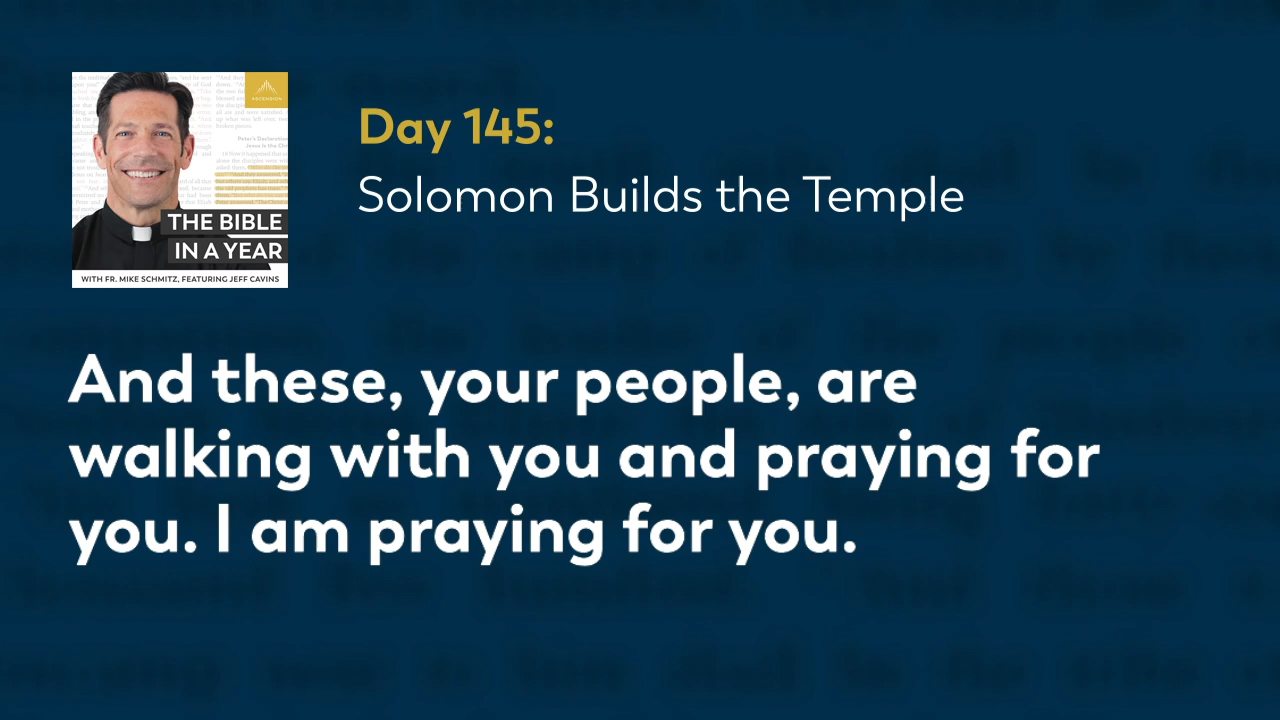 ASCENSION
THE BIBLE
IN A YEAR
WITH FR. MIKE SCHMITZ, FEATURING JEFF CAVINS
Day 145:
Solomon Builds the Temple
And these, your people, are
walking with you and praying for
you. I am praying for you.